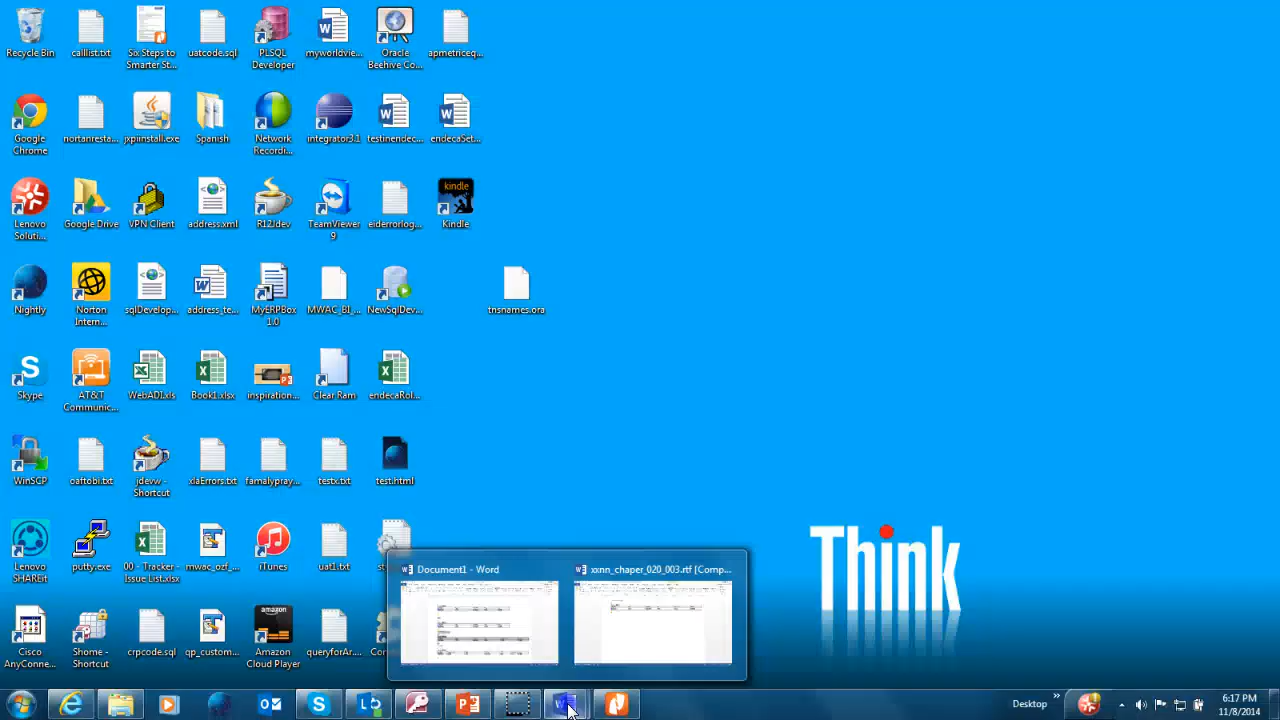 Recycle Bin
calllist.txt
Six Steps to
Smarter St...
uatcode.sql
PLSQL
Developer
myworldvie...
Oracle
Beehive Co...
apmetriceq...
Google
Chrome
nortanresta...
jxpiinstall.exe
Spanish
Network
Recordi...
integrator3.1
testinendec...
endecaSet...
Lenovo
Soluti...
Google Drive
VPN Client
address.xml
R12Jdev
TeamViewer
9
eiderrorlog...
kindle
Kindle
Nightly
Norton
Intern...
sqlDevelop...
address_te...
MyERPBox
1.0
MWAC_BI_...
NewSqlDev...
tnsnames.ora
Skype
AT&T
Communic...
WebADI.xls
Book1.xlsx
inspiration...
Clear Ram
endecaRol...
WinSCP
oaftobi.txt
jdevw -
Shortcut
xlaErrors.txt
famalypray...
testx.txt
test.html
Lenovo
SHAREit
putty.exe
00 - Tracker -
Issue List.xlsx
mwac_ozf_...
iTunes
uat1.txt
Document1 - Word
xxnn_chaper_020_003.rtf [Comp...
Think
Cisco
AnyConne...
Shome -
Shortcut
crpcode.sql
qp_custom...
amazon
Amazon
Cloud Player
queryforAr...
Desktop
6:17 PM
11/8/2014